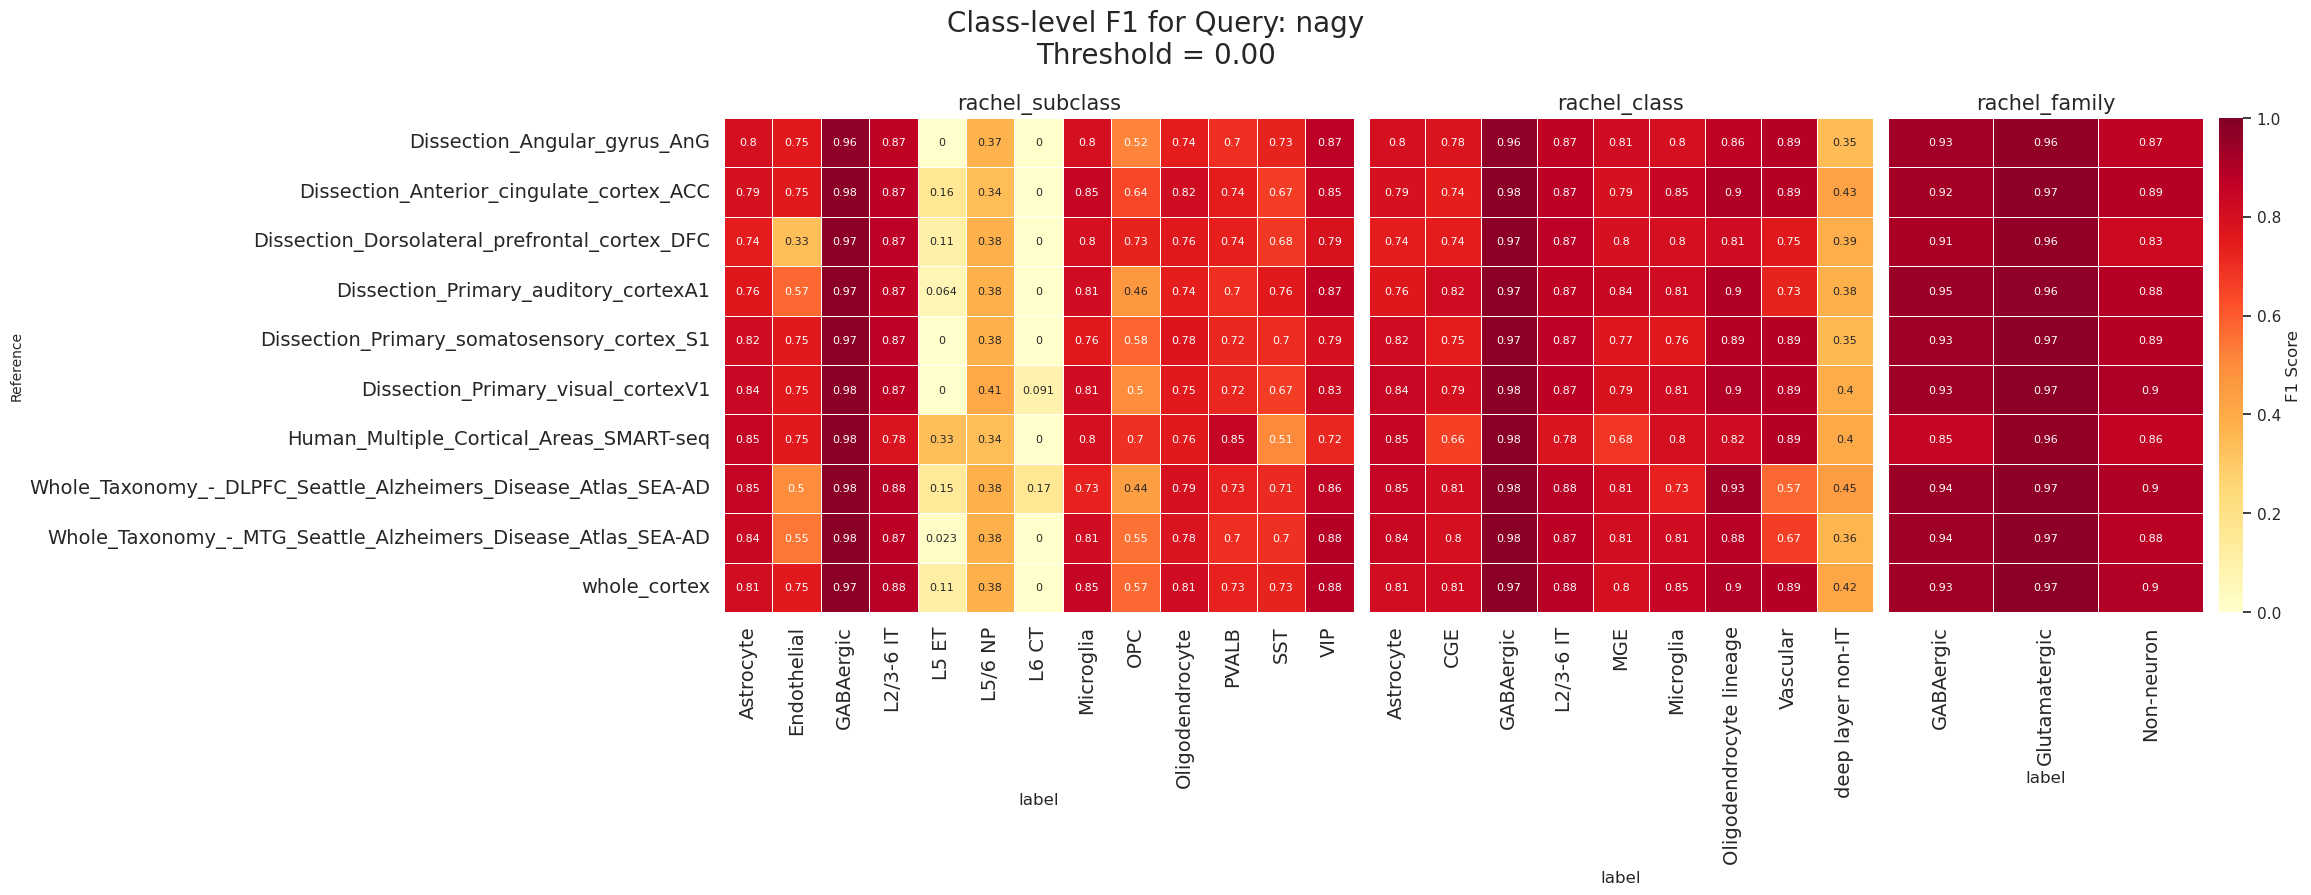 Class-level F1 for Query: nagy
Threshold = 0.00
rachel_subclass
rachel_class
rachel_family
Reference
Dissection_Angular_gyrus_AnG
0.8 0.75 0.96 0.87 0 0.37 0 0.8 0.52 0.74 0.7 0.73 0.87 0.8 0.78 0.96 0.87 0.81 0.8 0.86 0.89 0.35 0.93 0.96 0.87
Dissection_Anterior_cingulate_cortex_ACC
0.79 0.75 0.98 0.87 0.16 0.34 0 0.85 0.64 0.82 0.74 0.67 0.85 0.79 0.74 0.98 0.87 0.79 0.85 0.9 0.89 0.43 0.92 0.97 0.89
Dissection_Dorsolateral_prefrontal_cortex_DFC
0.74 0.33 0.97 0.87 0.11 0.38 0 0.8 0.73 0.76 0.74 0.68 0.79 0.74 0.74 0.97 0.87 0.8 0.8 0.81 0.75 0.39 0.91 0.96 0.83
Dissection_Primary_auditory_cortexA1
0.76 0.57 0.97 0.87 0.064 0.38 0 0.81 0.46 0.74 0.7 0.76 0.87 0.76 0.82 0.97 0.87 0.84 0.81 0.9 0.73 0.38 0.95 0.96 0.88
Dissection_Primary_somatosensory_cortex_S1
0.82 0.75 0.97 0.87 0 0.38 0 0.76 0.58 0.78 0.72 0.7 0.79 0.82 0.75 0.97 0.87 0.77 0.76 0.89 0.89 0.35 0.93 0.97 0.89
Dissection_Primary_visual_cortexV1
0.84 0.75 0.98 0.87 0 0.41 0.091 0.81 0.5 0.75 0.72 0.67 0.83 0.84 0.79 0.98 0.87 0.79 0.81 0.9 0.89 0.4 0.93 0.97 0.9
Human_Multiple_Cortical_Areas_SMART-seq
0.85 0.75 0.98 0.78 0.33 0.34 0 0.8 0.7 0.76 0.85 0.51 0.72 0.85 0.66 0.98 0.78 0.68 0.8 0.82 0.89 0.4 0.85 0.96 0.86
Whole_Taxonomy_-_DLPFC_Seattle_Alzheimers_Disease_Atlas_SEA-AD
0.85 0.5 0.98 0.88 0.15 0.38 0.17 0.73 0.44 0.79 0.73 0.71 0.86 0.85 0.81 0.98 0.88 0.81 0.73 0.93 0.57 0.45 0.94 0.97 0.9
Whole_Taxonomy_-_MTG_Seattle_Alzheimers_Disease_Atlas_SEA-AD
0.84 0.55 0.98 0.87 0.023 0.38 0 0.81 0.55 0.78 0.7 0.7 0.88 0.84 0.8 0.98 0.87 0.81 0.81 0.88 0.67 0.36 0.94 0.97 0.88
whole_cortex
0.81 0.75 0.97 0.88 0.11 0.38 0 0.85 0.57 0.81 0.73 0.73 0.88 0.81 0.81 0.97 0.88 0.8 0.85 0.9 0.89 0.42 0.93 0.97 0.9
Astrocyte
Endothelial
GABAergic
L2/3-6 IT
L5 ET
L5/6 NP
L6 CT
Microglia
OPC
Oligodendrocyte
PVALB
SST
VIP
label
Astrocyte
CGE
GABAergic
L2/3-6 IT
MGE
Microglia
Oligodendrocyte lineage
Vascular
deep layer non-IT
label
GABAergic
Glutamatergic
Non-neuron
label
1.0
0.8
0.6
0.4
0.2
0.0
F1 Score